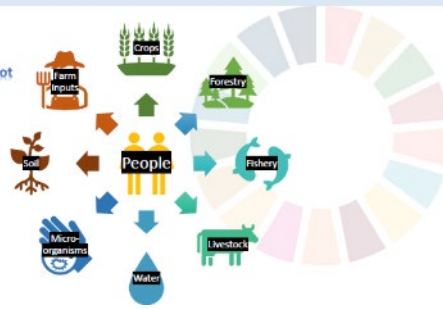 ot
Crops
Farm
Inputs
Forestry
Soil
People
Fishery
Micro-
organisms
Livestock
Water